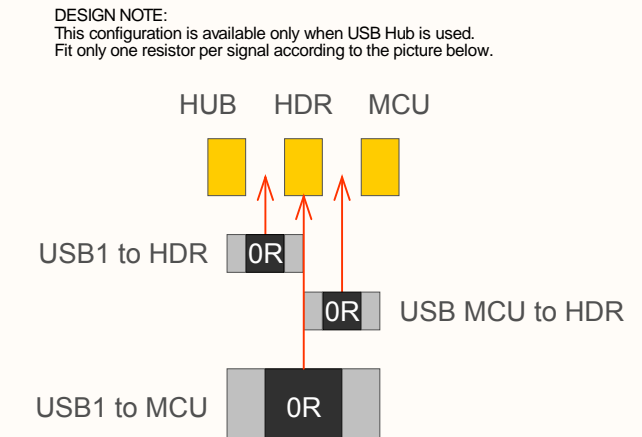 DESIGN NOTE:
This configuration is available only when USB Hub is used.
Fit only one resistor per signal according to the picture below.
HUB HDR MCU
USB1 to HDR 0R
0R USB MCU to HDR
USB1 to MCU 0R